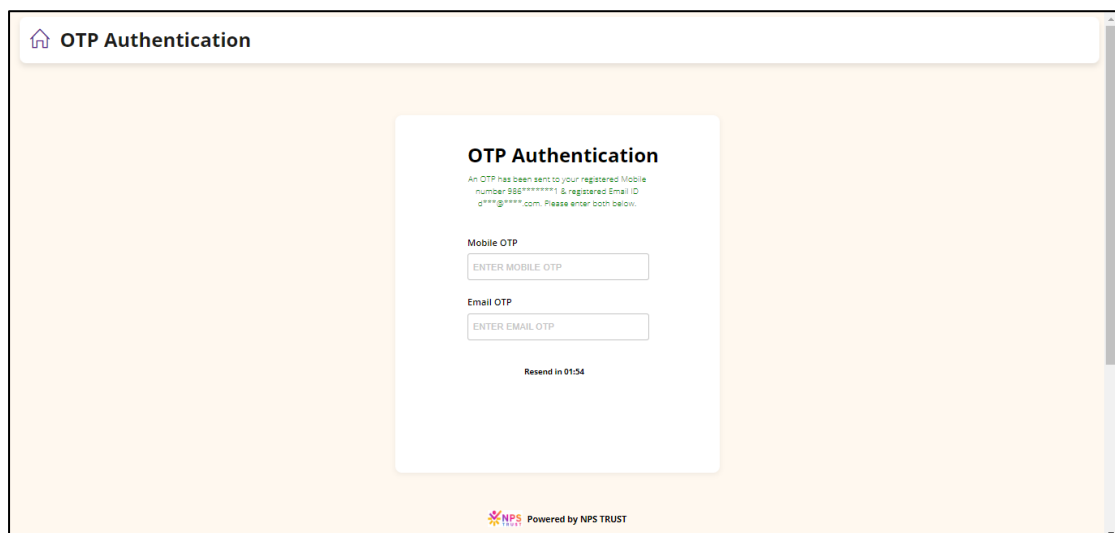 OTP Authentication
OTP Authentication
An OTP has been sent to your registered Mobile
number 986*******1 & registered Email ID
d***@****.com. Please enter both below.
Mobile OTP
ENTER MOBILE OTP
Email OTP
ENTER EMAIL OTP
Resend in 01:54
NPS TRUST Powered by NPS TRUST